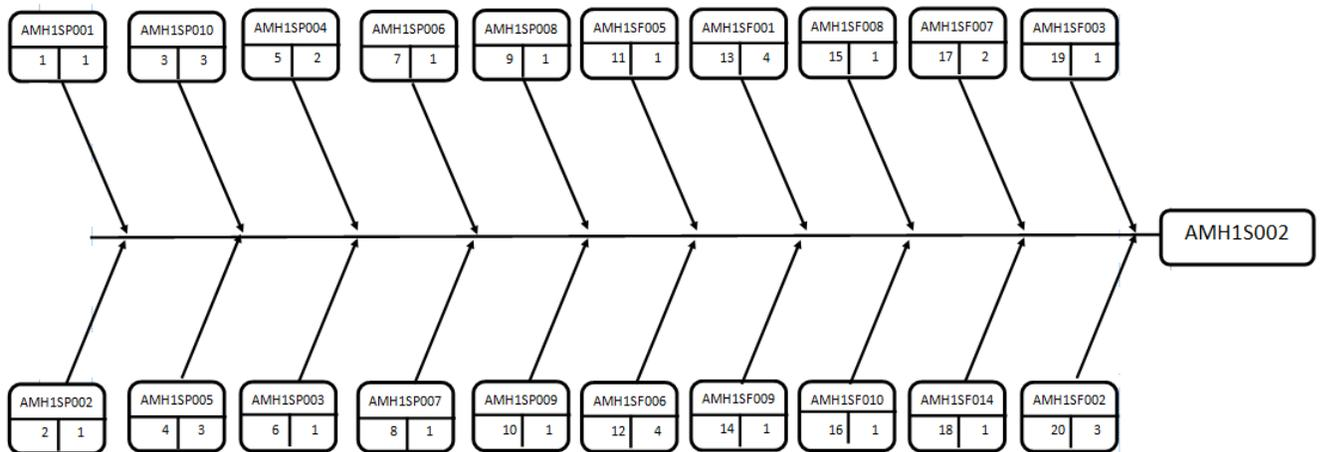 AMH1SP001 AMH1SP010 AMH1SP004 AMH1SP006 AMH1SP008 AMH1SF005 AMH1SF001 AMH1SF008 AMH1SF007 AMH1SF003
1 1 3 3 5 2 7 1 9 1 11 1 13 4 15 1 17 2 19 1
AMH1S002
AMH1SP002 AMH1SP005 AMH1SP003 AMH1SP007 AMH1SP009 AMH1SF006 AMH1SF009 AMH1SF010 AMH1SF014 AMH1SF002
2 1 4 3 6 1 8 1 10 1 12 4 14 1 16 1 18 1 20 3